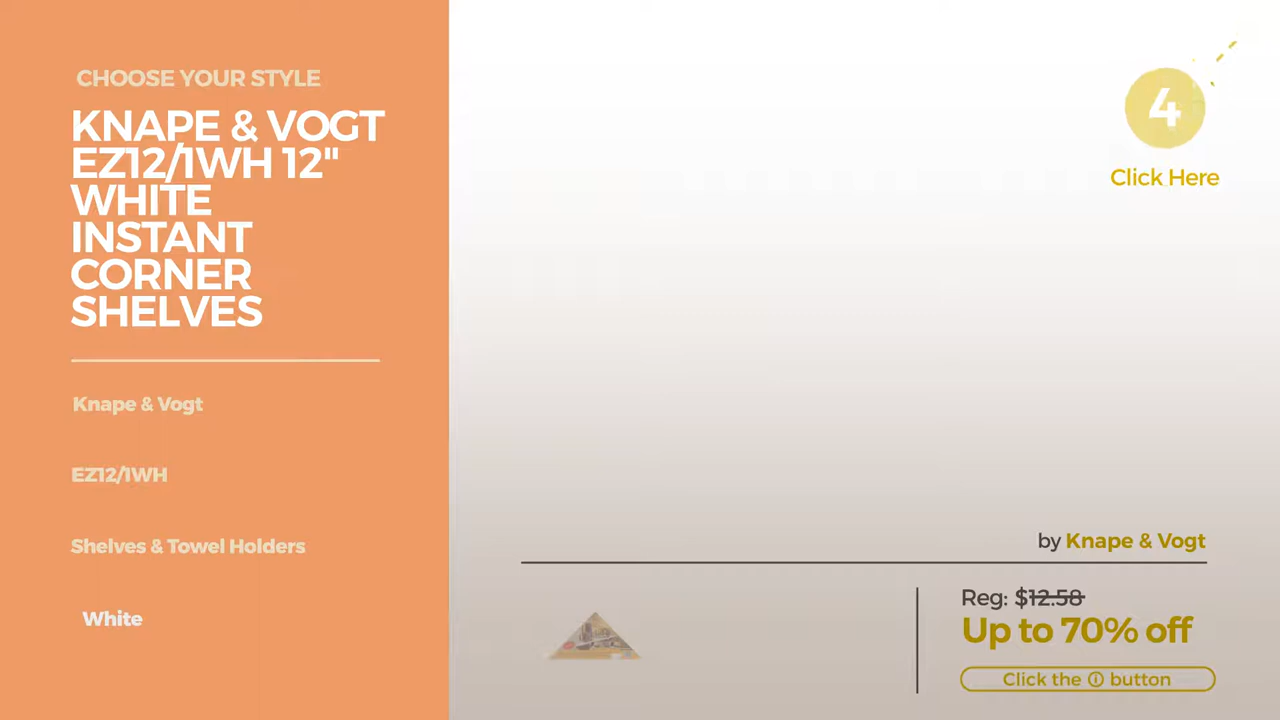 CHOOSE YOUR STYLE
KNAPE & VOGT
EZ12/1WH 12"
WHITE
INSTANT
CORNER
SHELVES
Knape & Vogt
EZ12/1WH
Shelves & Towel Holders
White
4
Click Here
by Knape & Vogt
Reg: $12.58
Up to 70% off
Click the ⓘ button